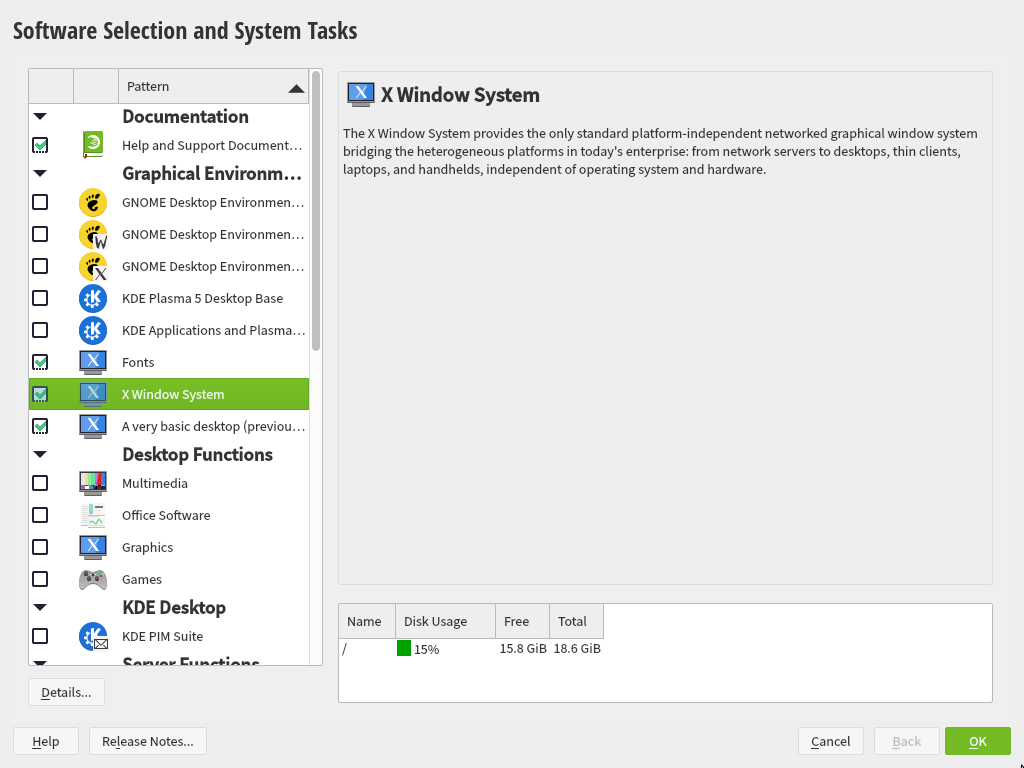 Software Selection and System Tasks
Pattern
Documentation
Help and Support Document...
Graphical Environm...
GNOME Desktop Environmen...
GNOME Desktop Environmen...
W
GNOME Desktop Environmen...
X
KDE Plasma 5 Desktop Base
KDE Applications and Plasma...
Fonts
X Window System
A very basic desktop (previou...
Desktop Functions
Multimedia
Office Software
Graphics
Games
KDE Desktop
KDE PIM Suite
Server Functions
Details...
X Window System
The X Window System provides the only standard platform-independent networked graphical window system
bridging the heterogeneous platforms in today's enterprise: from network servers to desktops, thin clients,
laptops, and handhelds, independent of operating system and hardware.
Name Disk Usage Free Total
/ 15% 15.8 GiB 18.6 GiB
Help Release Notes... Cancel Back OK